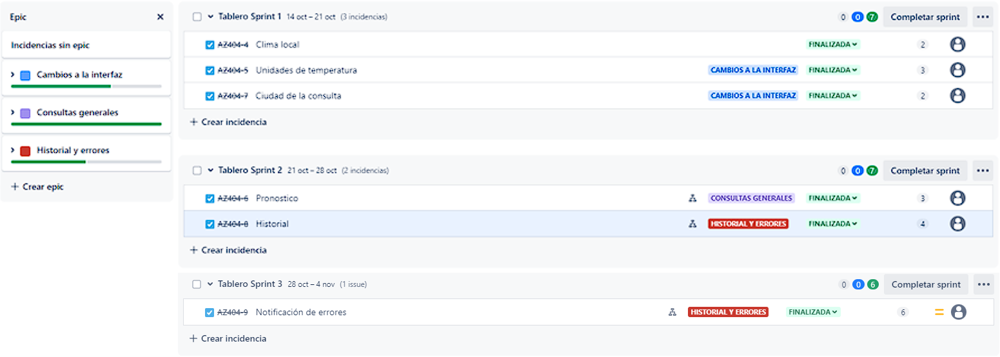 Epic
Incidencias sin epic
Cambios a la interfaz
Consultas generales
Historial y errores
+ Crear epic
Tablero Sprint 1 14 oct – 21 oct (3 incidencias) 0 0 7 Completar sprint
AZ404-4 Clima local FINALIZADA 2
AZ404-5 Unidades de temperatura CAMBIOS A LA INTERFAZ FINALIZADA 3
AZ404-7 Ciudad de la consulta CAMBIOS A LA INTERFAZ FINALIZADA 2
+ Crear incidencia
Tablero Sprint 2 21 oct – 28 oct (2 incidencias) 0 0 7 Completar sprint
AZ404-6 Pronostico CONSULTAS GENERALES FINALIZADA 3
AZ404-8 Historial HISTORIAL Y ERRORES FINALIZADA 4
+ Crear incidencia
Tablero Sprint 3 28 oct – 4 nov (1 issue) 0 0 6 Completar sprint
AZ404-9 Notificación de errores HISTORIAL Y ERRORES FINALIZADA 6
+ Crear incidencia